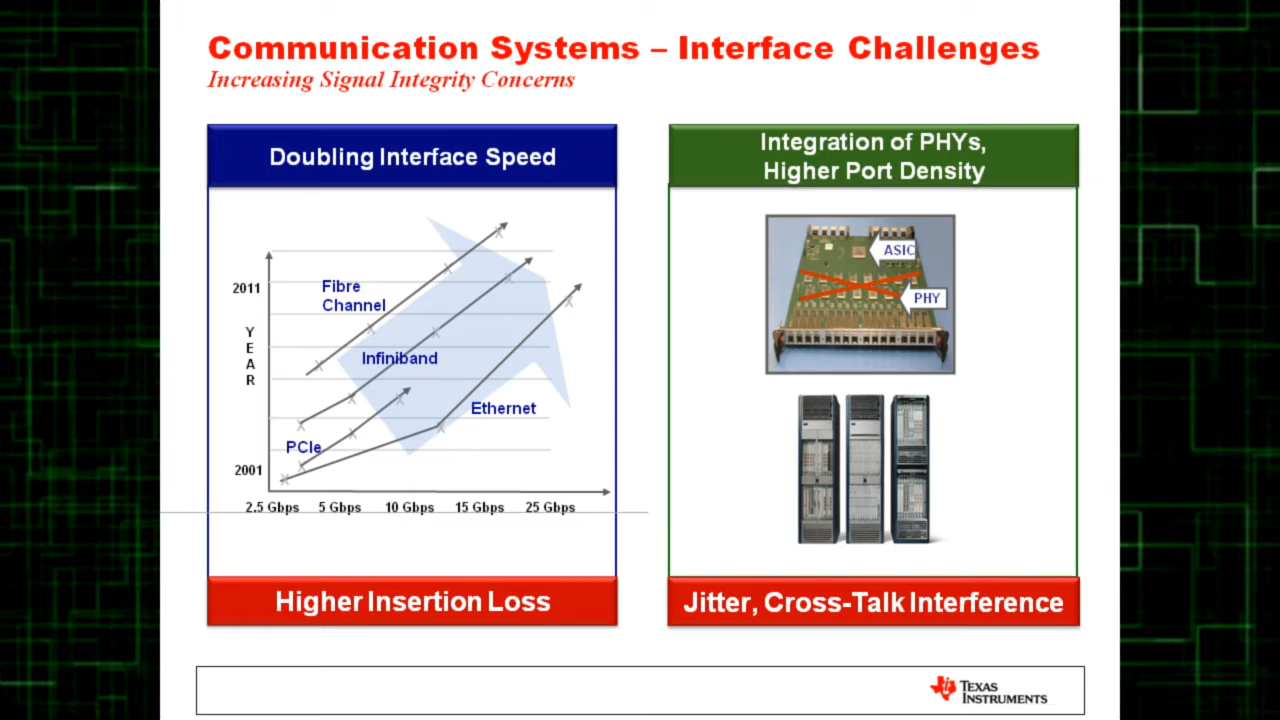 Communication Systems – Interface Challenges
Increasing Signal Integrity Concerns
Doubling Interface Speed
2011
Fibre
Channel
YEAR
Infiniband
Ethernet
PCIe
2001
2.5 Gbps 5 Gbps 10 Gbps 15 Gbps 25 Gbps
Higher Insertion Loss
Integration of PHYs,
Higher Port Density
ASIC
PHY
Jitter, Cross-Talk Interference
TEXAS
INSTRUMENTS